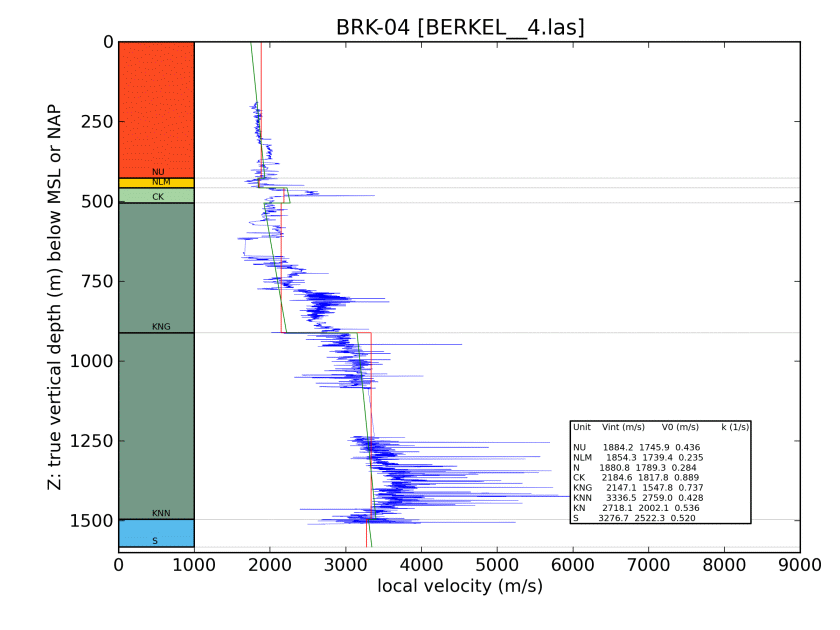 BRK-04 [BERKEL__4.las]
Z: true vertical depth (m) below MSL or NAP
0
250
500
750
1000
1250
1500
NU
NLM
CK
KNG
KNN
S
Unit Vint (m/s) V0 (m/s) k (1/s)
NU 1884.2 1745.9 0.436
NLM 1854.3 1739.4 0.235
N 1880.8 1789.3 0.284
CK 2184.6 1817.8 0.889
KNG 2147.1 1547.8 0.737
KNN 3336.5 2759.0 0.428
KN 2718.1 2002.1 0.536
S 3276.7 2522.3 0.520
0 1000 2000 3000 4000 5000 6000 7000 8000 9000
local velocity (m/s)